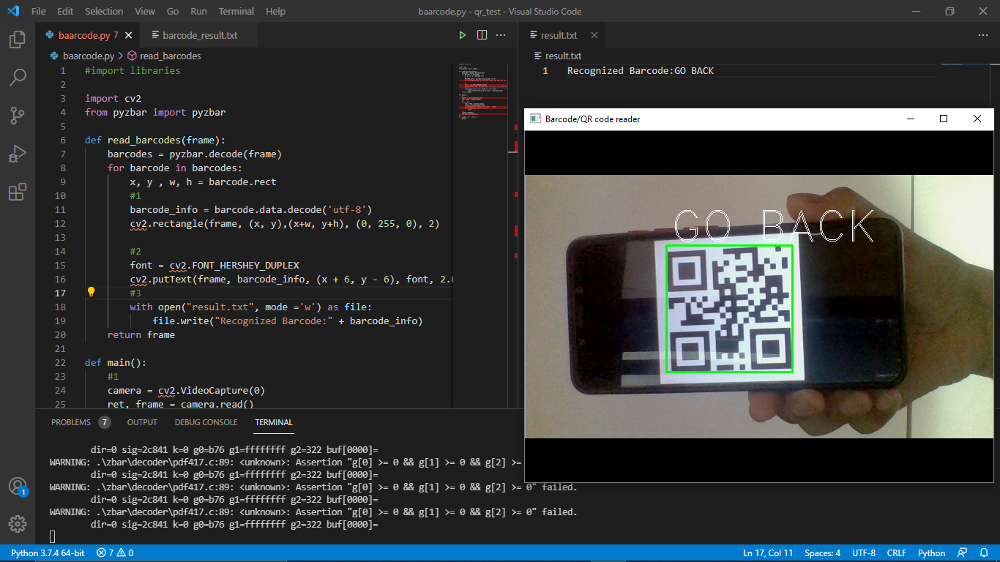 File Edit Selection View Go Run Terminal Help baarcode.py - qr_test - Visual Studio Code
baarcode.py 7 barcode_result.txt
baarcode.py > read_barcodes
1 #import libraries
2
3 import cv2
4 from pyzbar import pyzbar
5
6 def read_barcodes(frame):
7 barcodes = pyzbar.decode(frame)
8 for barcode in barcodes:
9 x, y , w, h = barcode.rect
10 #1
11 barcode_info = barcode.data.decode('utf-8')
12 cv2.rectangle(frame, (x, y),(x+w, y+h), (0, 255, 0), 2)
13
14 #2
15 font = cv2.FONT_HERSHEY_DUPLEX
16 cv2.putText(frame, barcode_info, (x + 6, y - 6), font, 2.0
17 #3
18 with open("result.txt", mode ='w') as file:
19 file.write("Recognized Barcode:" + barcode_info)
20 return frame
21
22 def main():
23 #1
24 camera = cv2.VideoCapture(0)
25 ret, frame = camera.read()
result.txt
result.txt
1 Recognized Barcode:GO BACK
Barcode/QR code reader
GO BACK
PROBLEMS 7 OUTPUT DEBUG CONSOLE TERMINAL
dir=0 sig=2c841 k=0 g0=b76 g1=ffffffff g2=322 buf[0000]=
WARNING: .\zbar\decoder\pdf417.c:89: <unknown>: Assertion "g[0] >= 0 && g[1] >= 0 && g[2] >=
dir=0 sig=2c841 k=0 g0=b76 g1=ffffffff g2=322 buf[0000]=
WARNING: .\zbar\decoder\pdf417.c:89: <unknown>: Assertion "g[0] >= 0 && g[1] >= 0 && g[2] >= 0" failed.
dir=0 sig=2c841 k=0 g0=b76 g1=ffffffff g2=322 buf[0000]=
WARNING: .\zbar\decoder\pdf417.c:89: <unknown>: Assertion "g[0] >= 0 && g[1] >= 0 && g[2] >= 0" failed.
dir=0 sig=2c841 k=0 g0=b76 g1=ffffffff g2=322 buf[0000]=
1
Python 3.7.4 64-bit 7 0 Ln 17, Col 11 Spaces: 4 UTF-8 CRLF Python